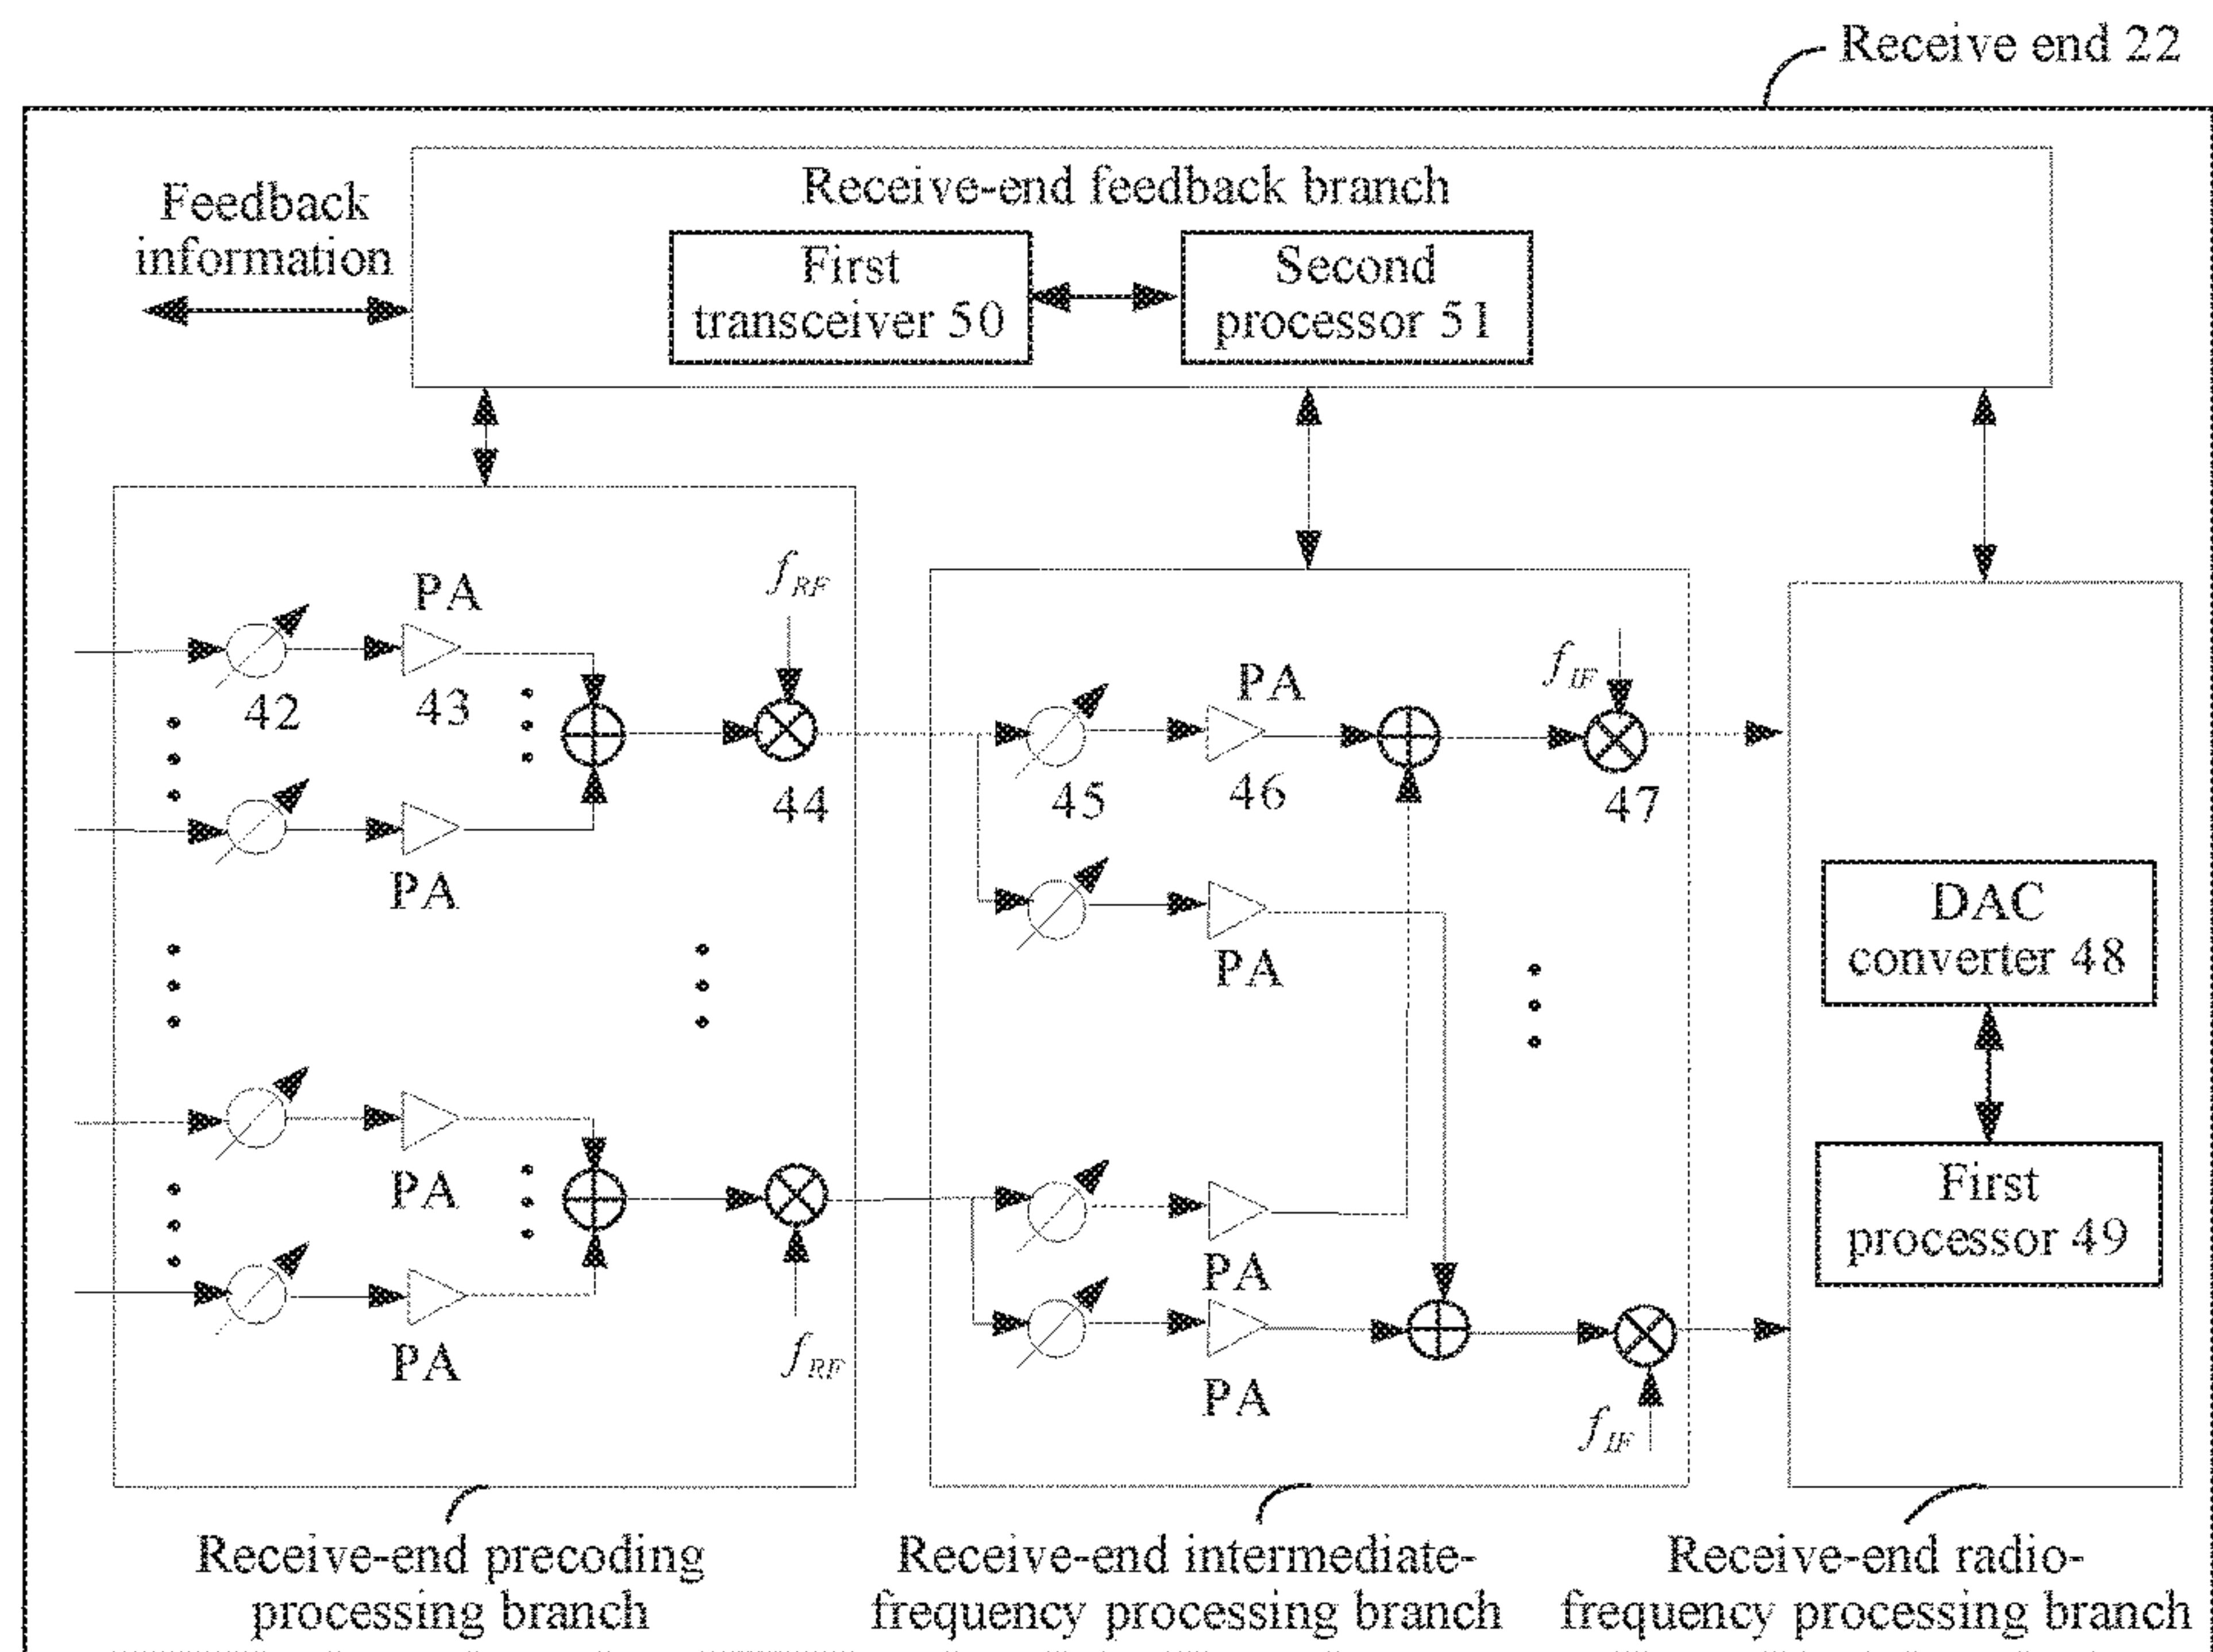 Receive end 22
Receive-end feedback branch
Feedback
information
First
transceiver 50
Second
processor 51
PA
f_RF
42
43
PA
44
PA
PA
PA
f_RF
PA
f_IF
45
46
47
PA
PA
PA
f_IF
DAC
converter 48
First
processor 49
Receive-end precoding
processing branch
Receive-end intermediate-
frequency processing branch
Receive-end radio-
frequency processing branch